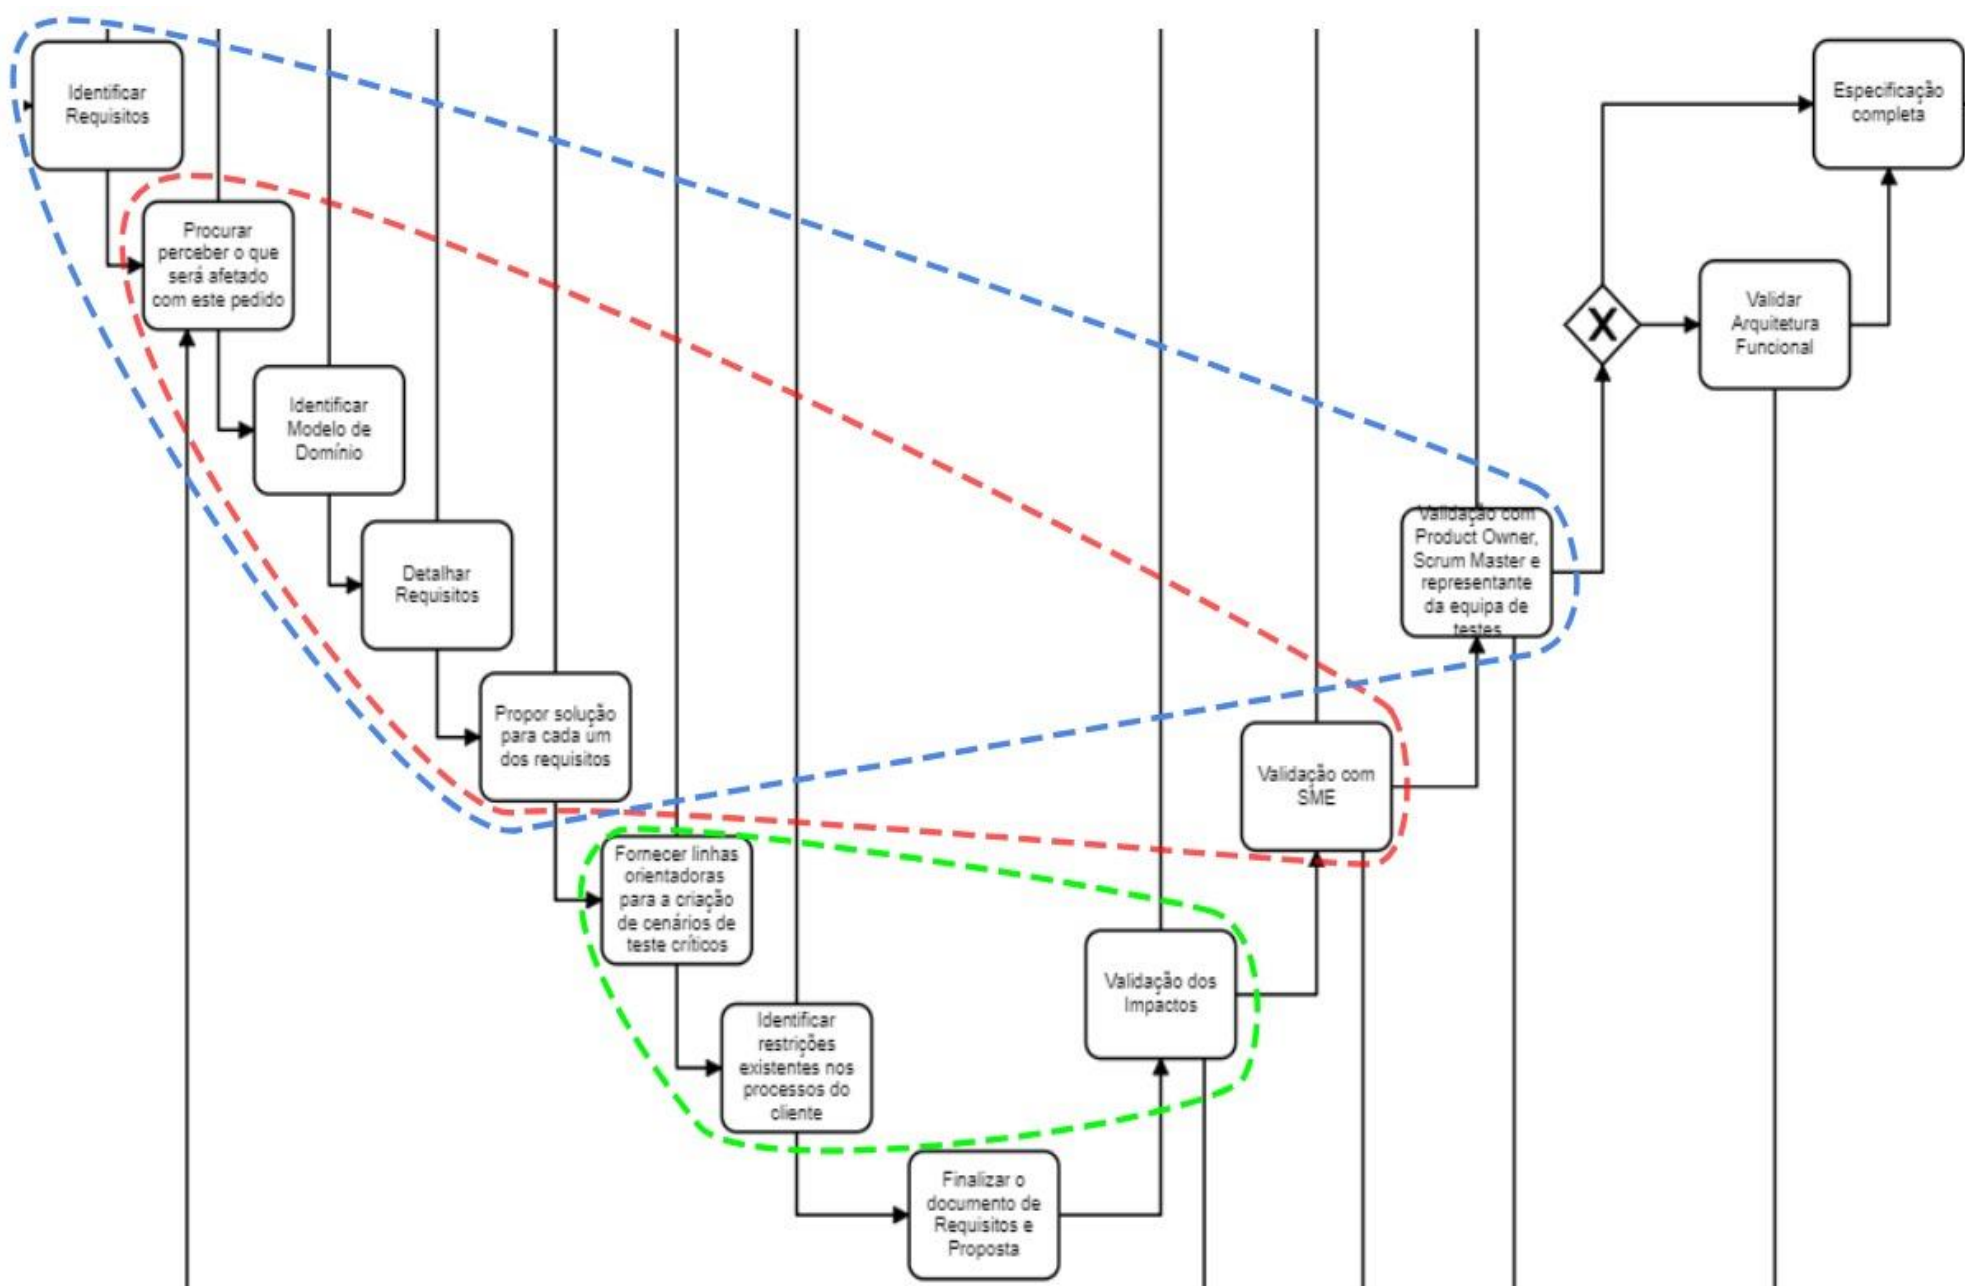 Identificar
Requisitos
Procurar
perceber o que
será afetado
com este pedido
Identificar
Modelo de
Domínio
Detalhar
Requisitos
Propor solução
para cada um
dos requisitos
Fornecer linhas
orientadoras
para a criação
de cenários de
teste críticos
Identificar
restrições
existentes nos
processos do
cliente
Finalizar o
documento de
Requisitos e
Proposta
Validação dos
Impactos
Validação com
SME
Validação com
Product Owner,
Scrum Master e
representante
da equipa de
testes
X
Validar
Arquitetura
Funcional
Especificação
completa